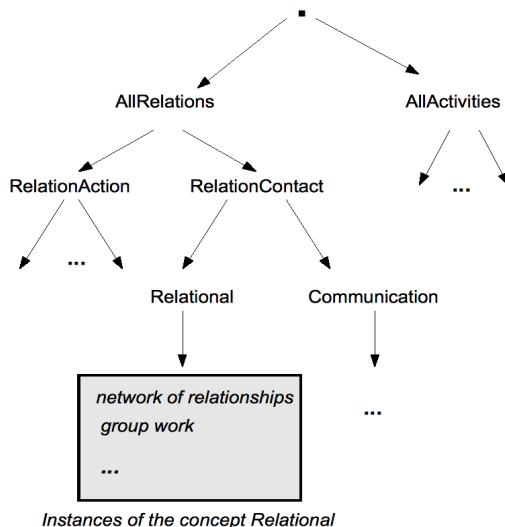 AllRelations
AllActivities
RelationAction
RelationContact
...
...
Relational
Communication
network of relationships
group work
...
...
Instances of the concept Relational